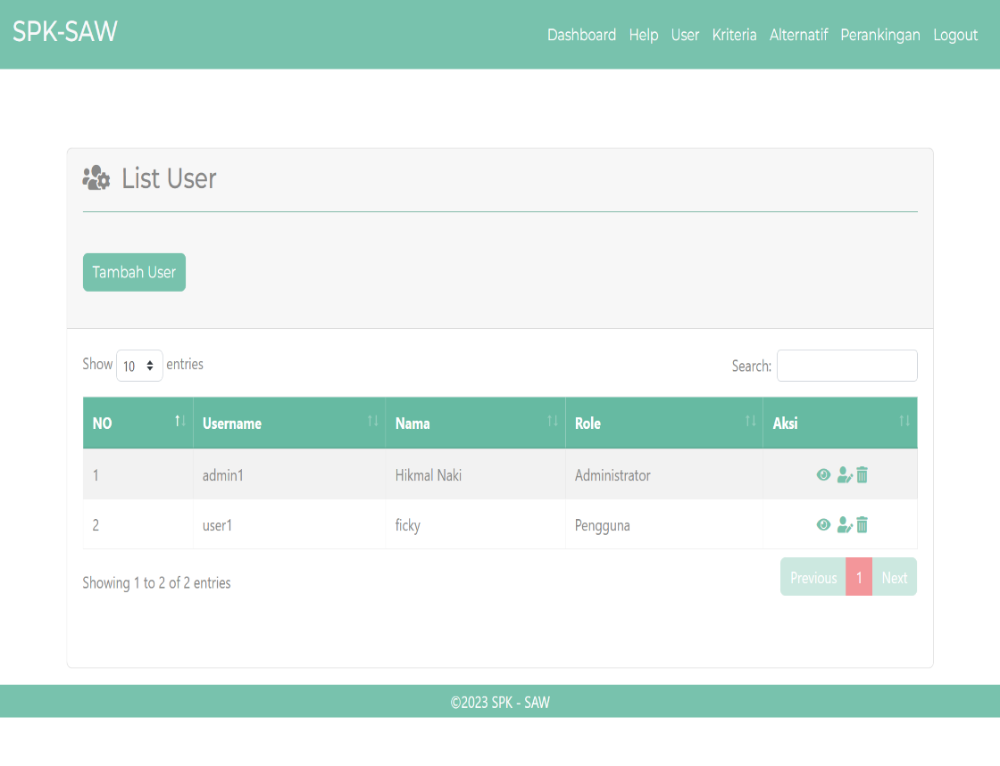 SPK-SAW
Dashboard Help User Kriteria Alternatif Perankingan Logout
List User
Tambah User
Show 10 entries Search:
NO Username Nama Role Aksi
1 admin1 Hikmal Naki Administrator
2 user1 ficky Pengguna
Showing 1 to 2 of 2 entries Previous 1 Next
©2023 SPK - SAW